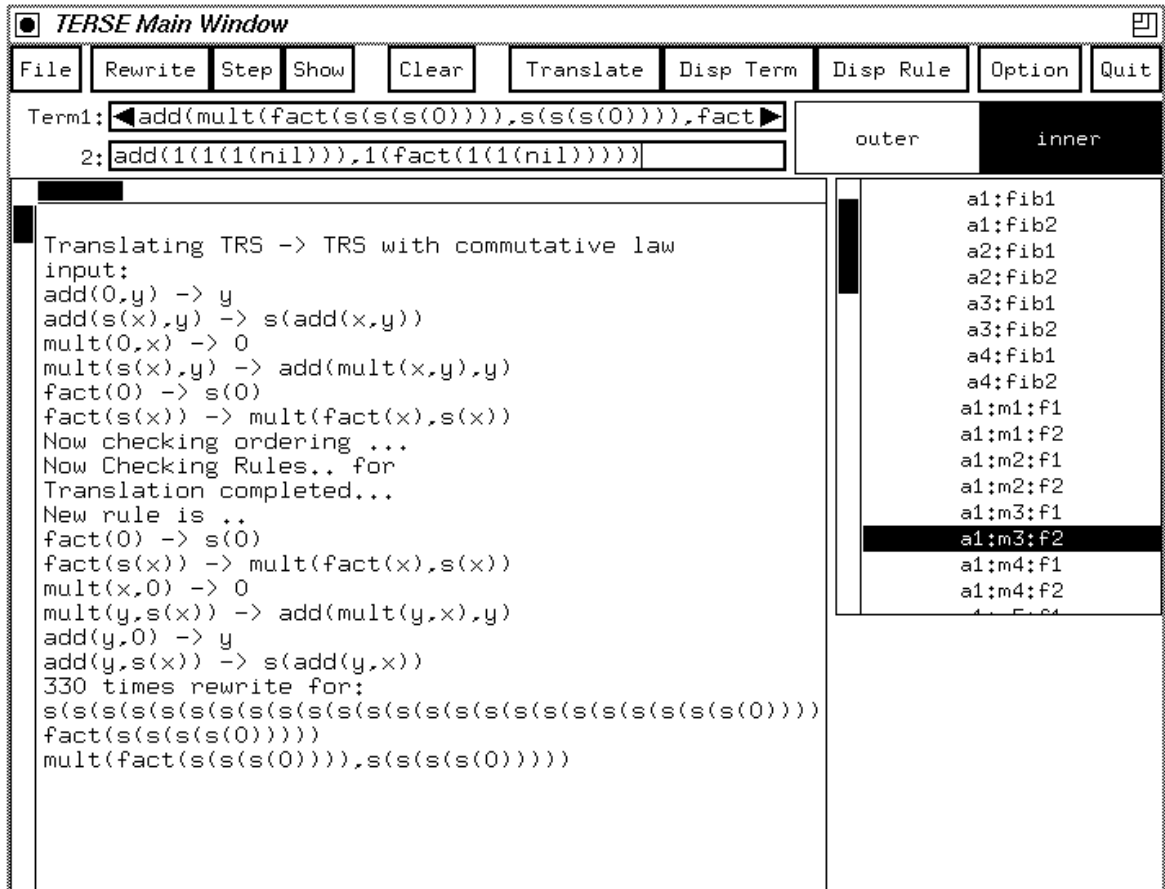 TERSE Main Window
File Rewrite Step Show Clear Translate Disp Term Disp Rule Option Quit
Term1: add(mult(fact(s(s(s(0)))),s(s(s(0)))),fact
2: add(1(1(1(nil))),1(fact(1(1(nil)))))
outer inner
Translating TRS -> TRS with commutative law
input:
add(0,y) -> y
add(s(x),y) -> s(add(x,y))
mult(0,x) -> 0
mult(s(x),y) -> add(mult(x,y),y)
fact(0) -> s(0)
fact(s(x)) -> mult(fact(x),s(x))
Now checking ordering ...
Now Checking Rules.. for
Translation completed...
New rule is ..
fact(0) -> s(0)
fact(s(x)) -> mult(fact(x),s(x))
mult(x,0) -> 0
mult(y,s(x)) -> add(mult(y,x),y)
add(y,0) -> y
add(y,s(x)) -> s(add(y,x))
330 times rewrite for:
s(s(s(s(s(s(s(s(s(s(s(s(s(s(s(s(s(s(s(s(s(s(s(s(0))))
fact(s(s(s(s(0)))))
mult(fact(s(s(s(0)))),s(s(s(s(0)))))
a1:fib1
a1:fib2
a2:fib1
a2:fib2
a3:fib1
a3:fib2
a4:fib1
a4:fib2
a1:m1:f1
a1:m1:f2
a1:m2:f1
a1:m2:f2
a1:m3:f1
a1:m3:f2
a1:m4:f1
a1:m4:f2